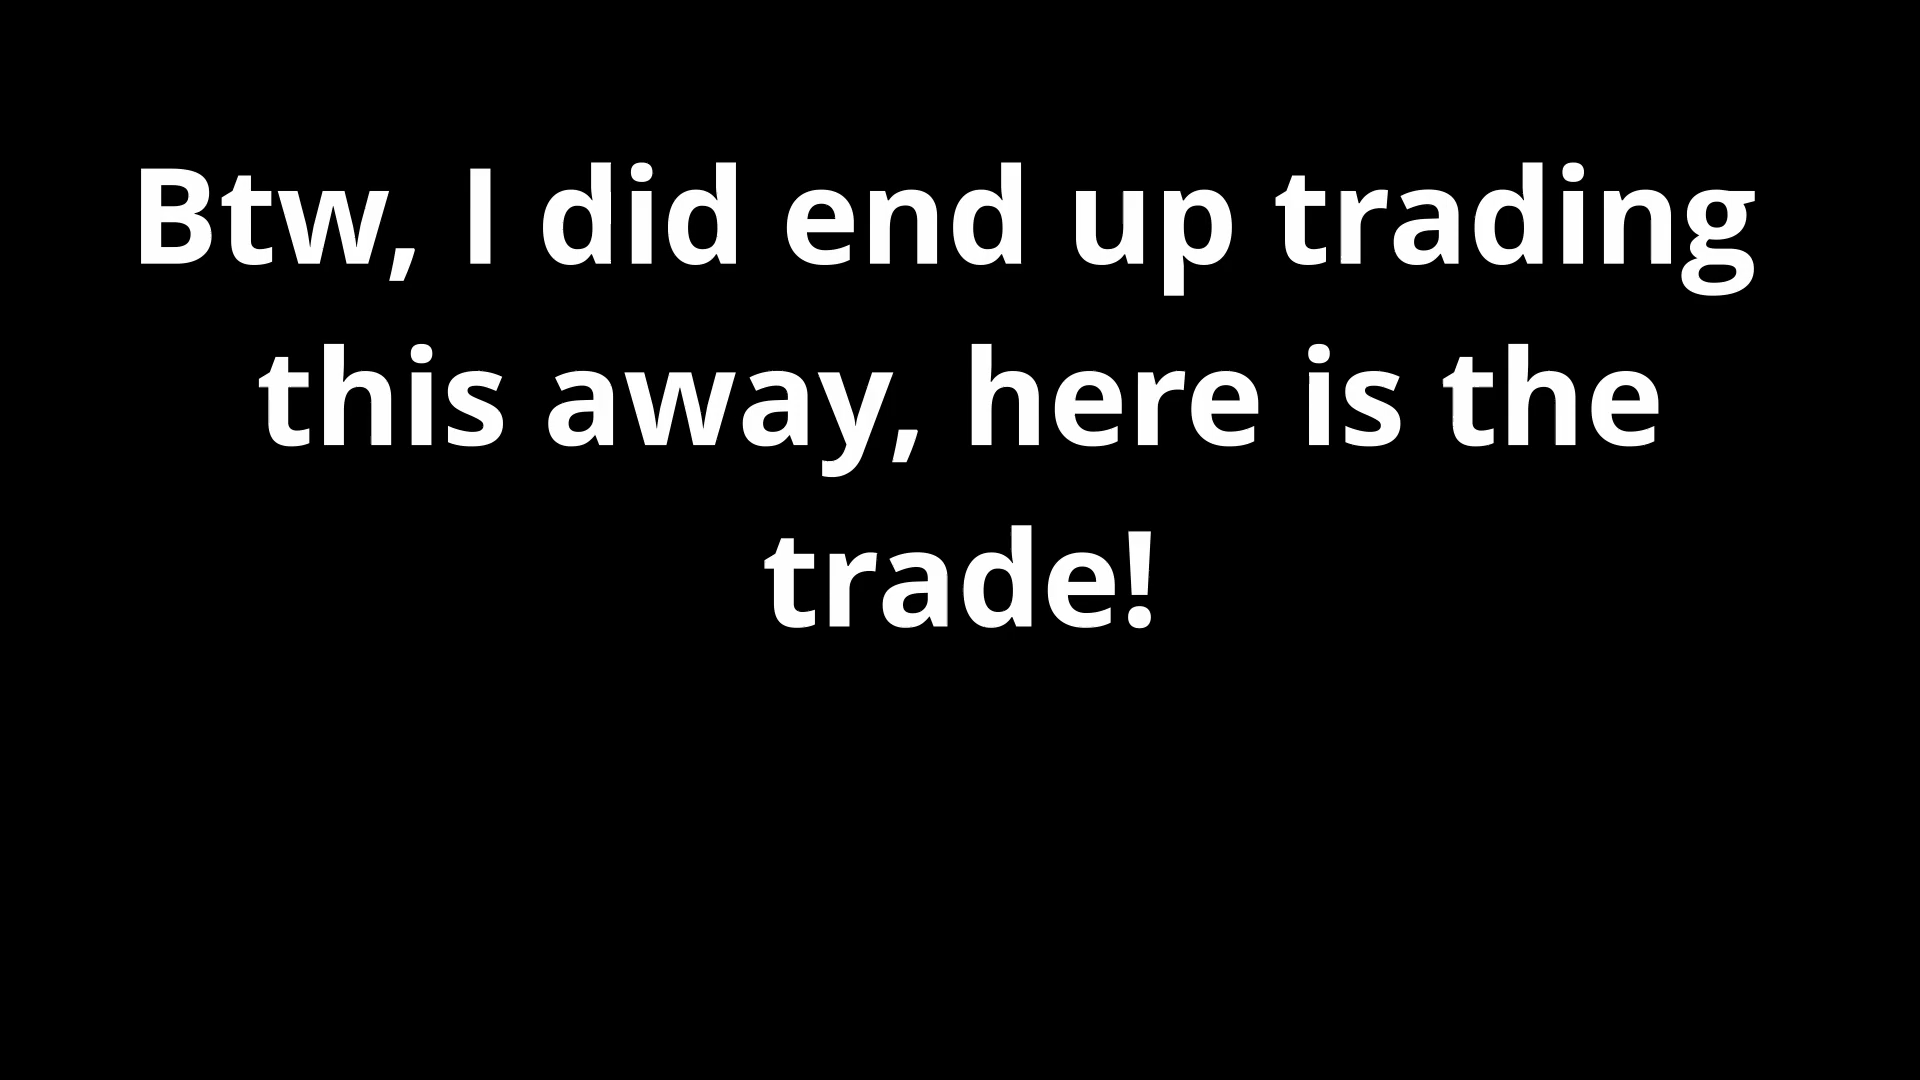 Btw, I did end up trading
this away, here is the
trade!